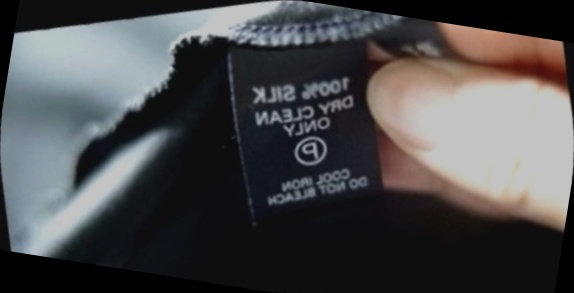 100% SILK
DRY CLEAN
ONLY
P
COOL IRON
DO NOT BLEACH